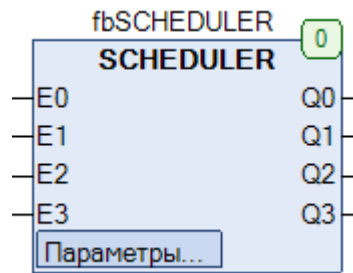 fbSCHEDULER
0
SCHEDULER
E0 Q0
E1 Q1
E2 Q2
E3 Q3
Параметры...